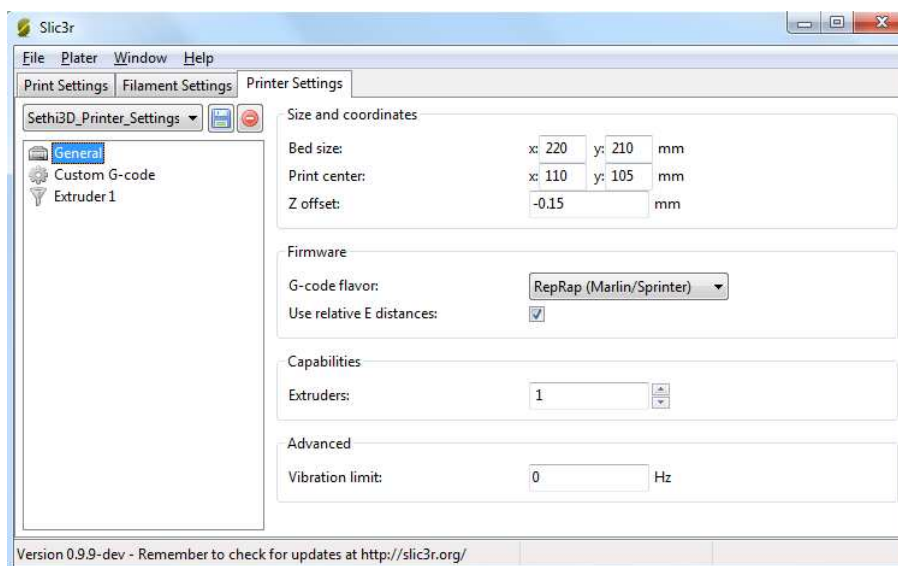 Slic3r
File Plater Window Help
Print Settings Filament Settings Printer Settings
Sethi3D_Printer_Settings
General
Custom G-code
Extruder 1
Size and coordinates
Bed size: x: 220 y: 210 mm
Print center: x: 110 y: 105 mm
Z offset: -0.15 mm
Firmware
G-code flavor: RepRap (Marlin/Sprinter)
Use relative E distances:
Capabilities
Extruders: 1
Advanced
Vibration limit: 0 Hz
Version 0.9.9-dev - Remember to check for updates at http://slic3r.org/